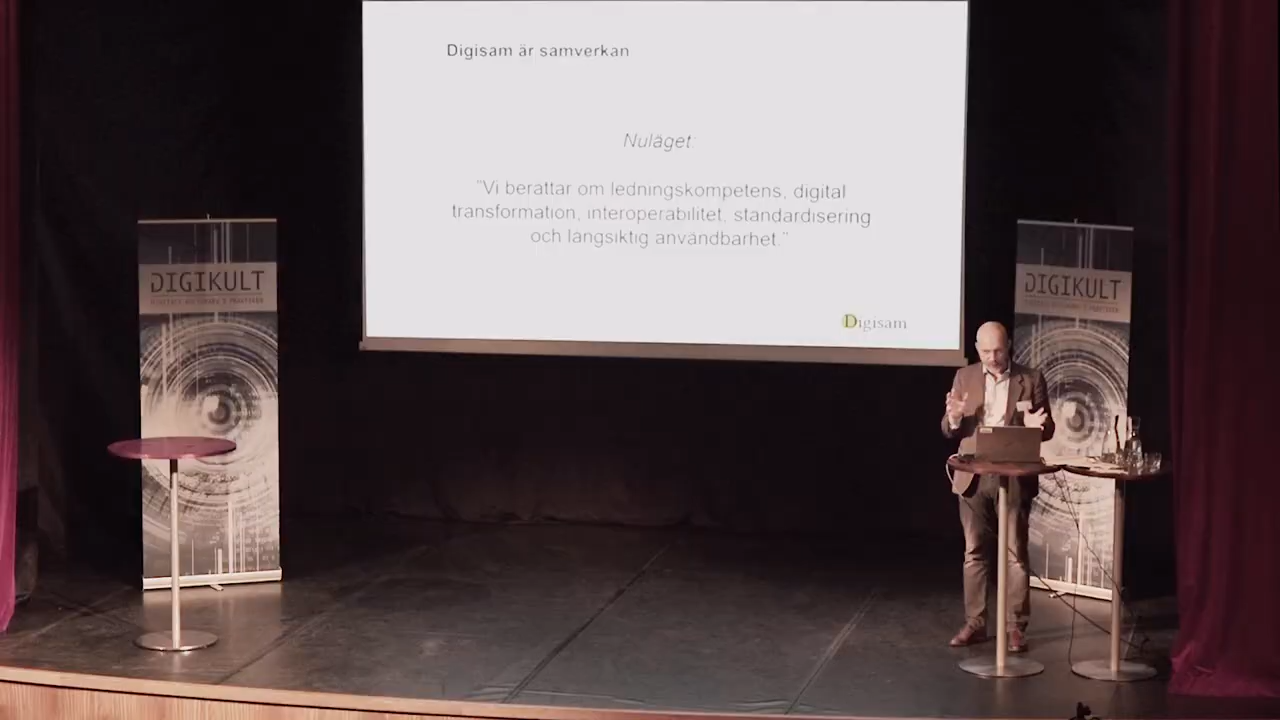 Digisam är samverkan
Nuläget:
"Vi berättar om ledningskompetens, digital
transformation, interoperabilitet, standardisering
och långsiktig användbarhet."
Digisam
DIGIKULT
DIGIKULT